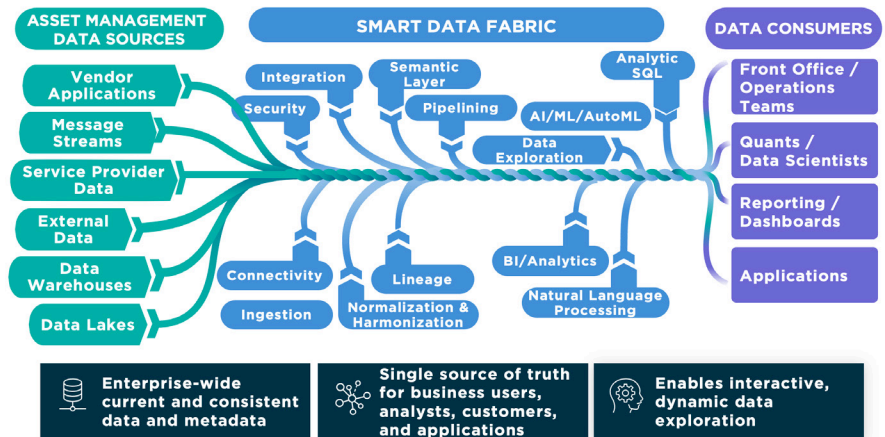 ASSET MANAGEMENT
DATA SOURCES
SMART DATA FABRIC
DATA CONSUMERS
Vendor
Applications
Message
Streams
Service Provider
Data
External
Data
Data
Warehouses
Data Lakes
Integration
Security
Semantic
Layer
Pipelining
Analytic
SQL
AI/ML/AutoML
Data
Exploration
Connectivity
Ingestion
Lineage
Normalization &
Harmonization
BI/Analytics
Natural Language
Processing
Front Office /
Operations
Teams
Quants /
Data Scientists
Reporting /
Dashboards
Applications
Enterprise-wide
current and consistent
data and metadata
Single source of truth
for business users,
analysts, customers,
and applications
Enables interactive,
dynamic data
exploration